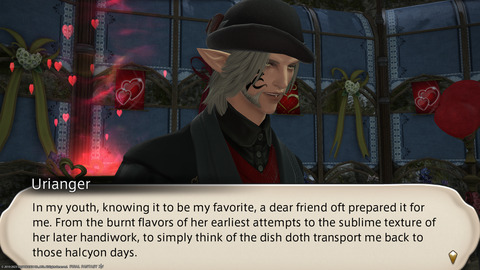 Urianger
In my youth, knowing it to be my favorite, a dear friend oft prepared it for
me. From the burnt flavors of her earliest attempts to the sublime texture of
her later handiwork, to simply think of the dish doth transport me back to
those halcyon days.